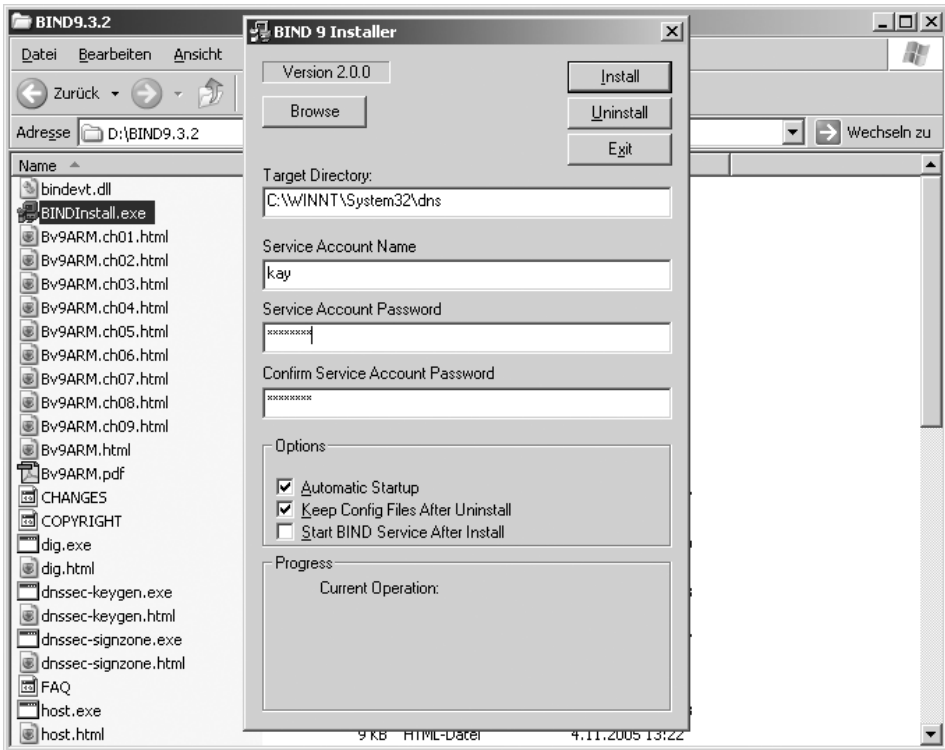 BIND9.3.2
Datei Bearbeiten Ansicht
Zurück
Adresse D:\BIND9.3.2
Wechseln zu
Name
bindevt.dll
BINDInstall.exe
Bv9ARM.ch01.html
Bv9ARM.ch02.html
Bv9ARM.ch03.html
Bv9ARM.ch04.html
Bv9ARM.ch05.html
Bv9ARM.ch06.html
Bv9ARM.ch07.html
Bv9ARM.ch08.html
Bv9ARM.ch09.html
Bv9ARM.html
Bv9ARM.pdf
CHANGES
COPYRIGHT
dig.exe
dig.html
dnssec-keygen.exe
dnssec-keygen.html
dnssec-signzone.exe
dnssec-signzone.html
FAQ
host.exe
host.html 9 KB HTML-Datei 4.11.2005 13:22
BIND 9 Installer
Version 2.0.0
Install
Browse
Uninstall
Exit
Target Directory:
C:\WINNT\System32\dns
Service Account Name
kay
Service Account Password
xxxxxxxx
Confirm Service Account Password
xxxxxxxx
Options
Automatic Startup
Keep Config Files After Uninstall
Start BIND Service After Install
Progress
Current Operation: